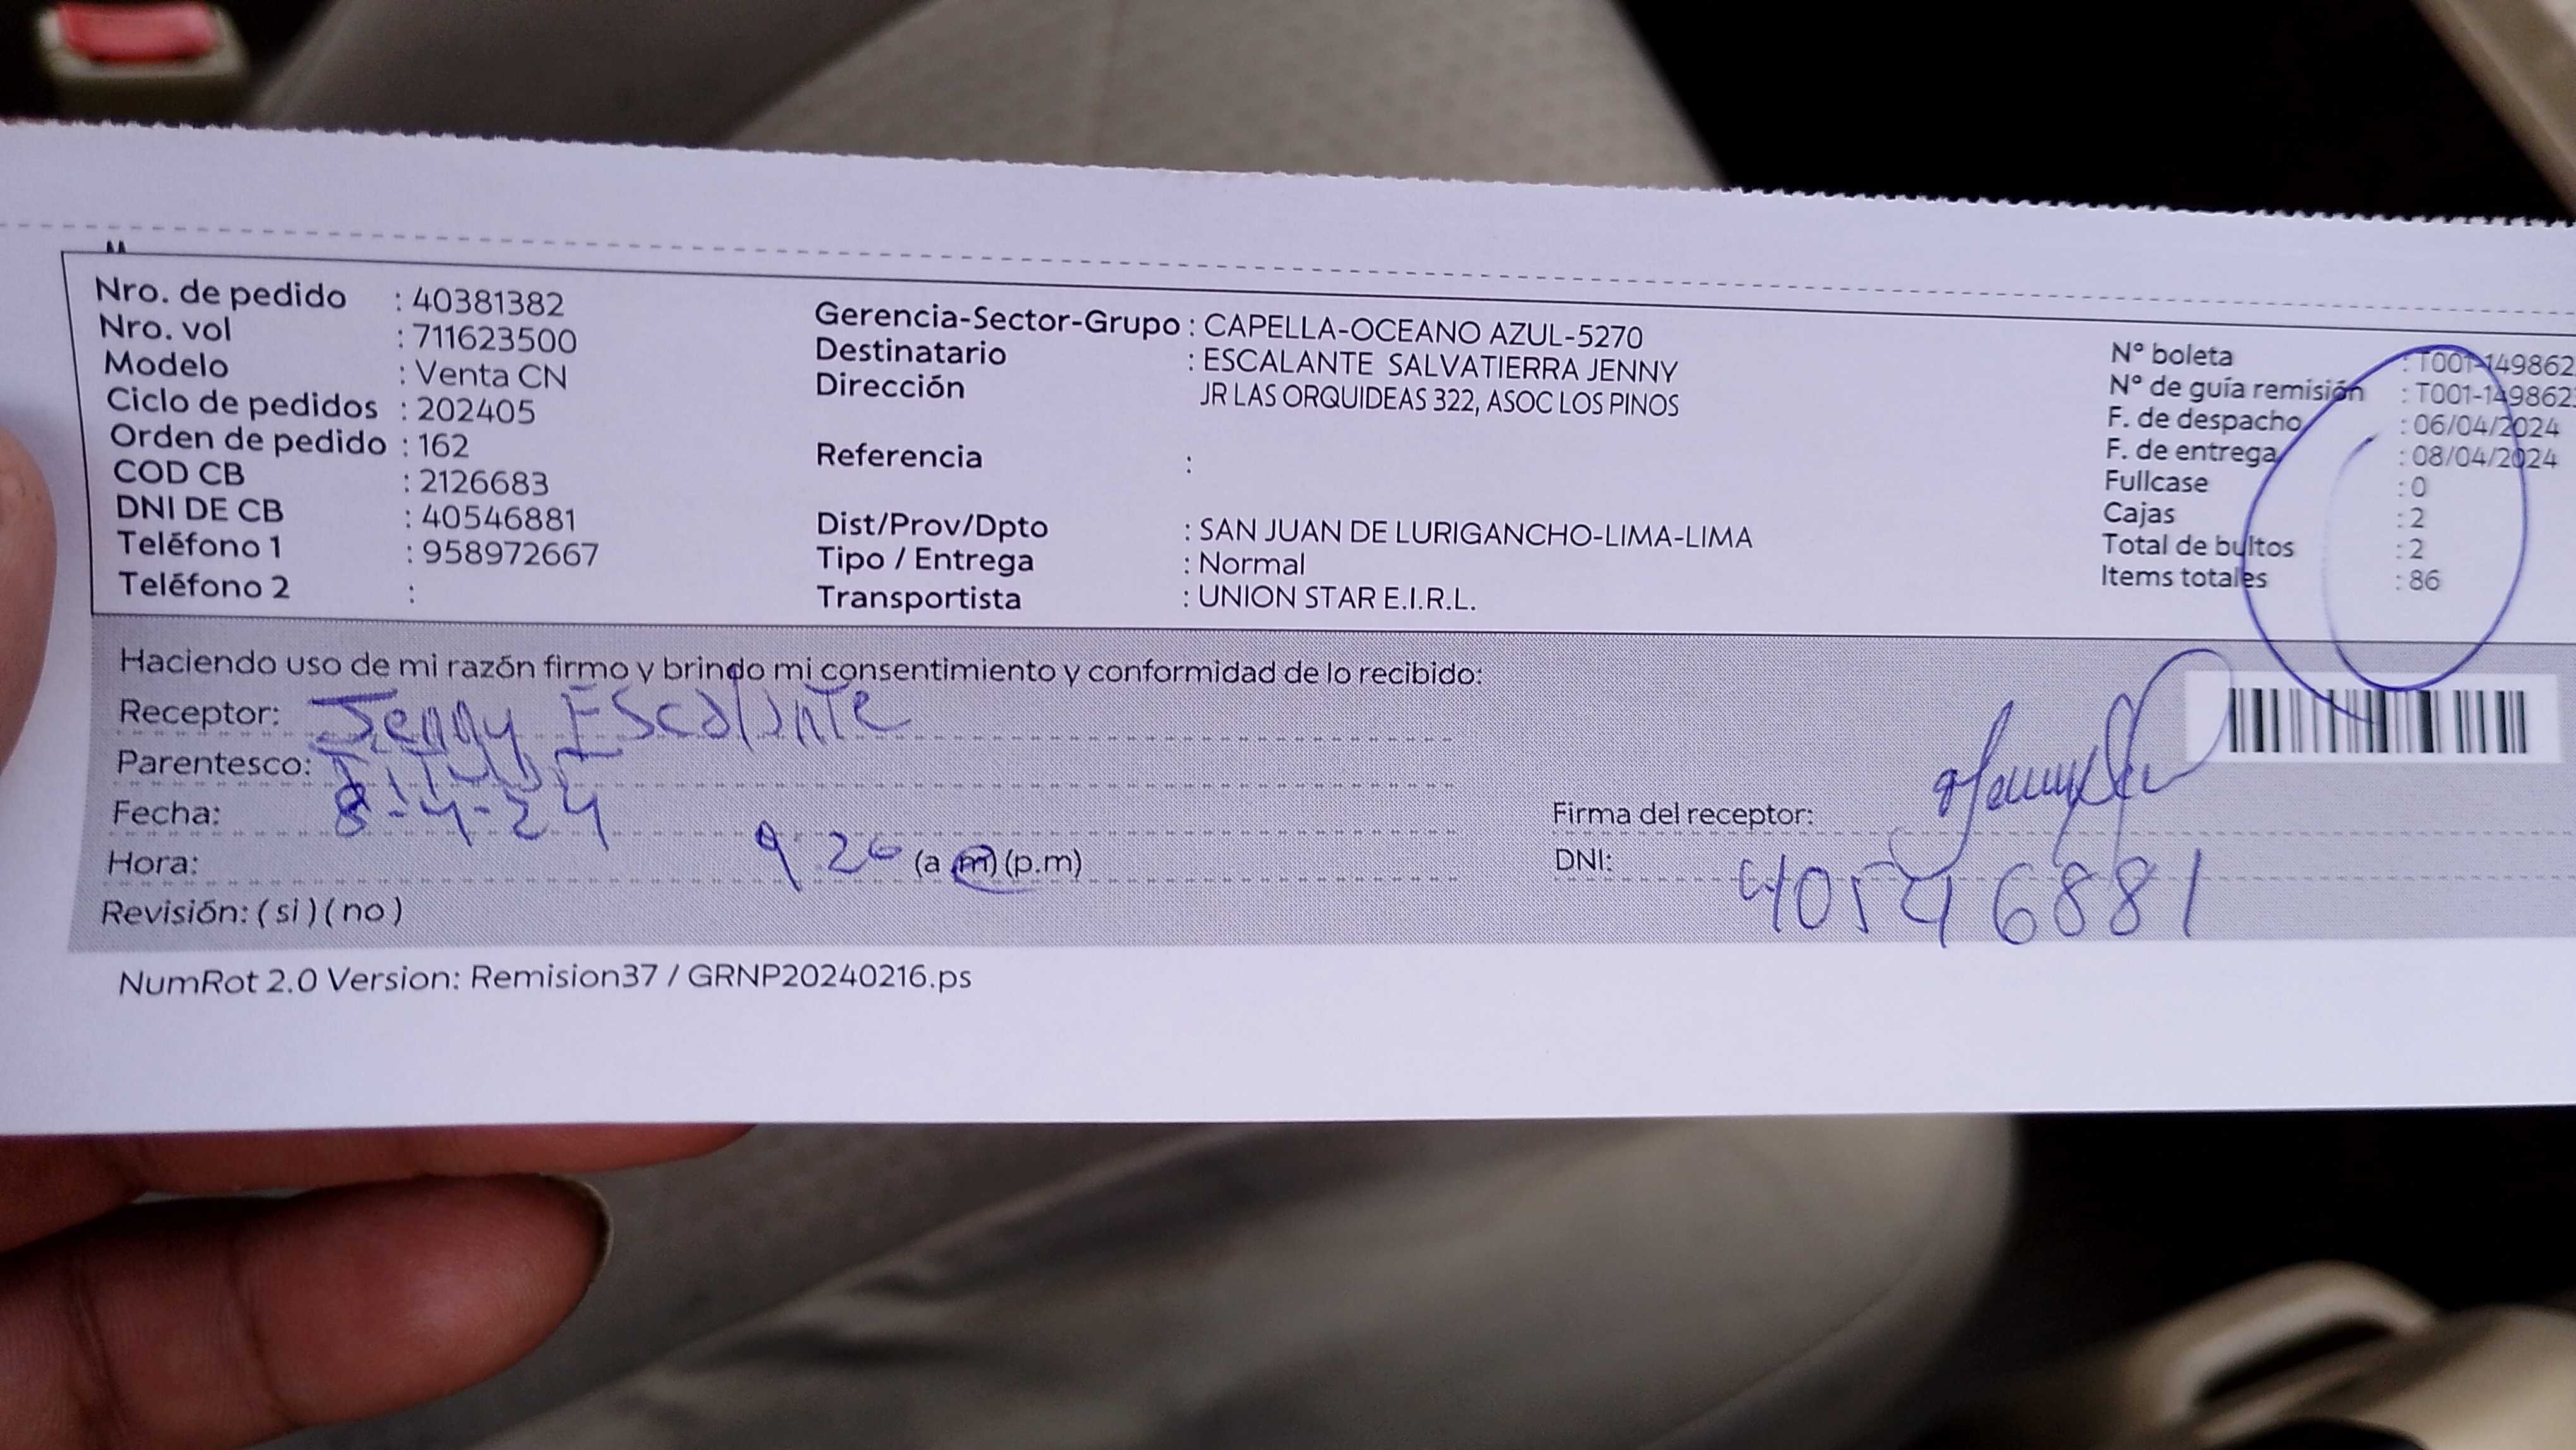 Nro. de pedido : 40381382
Nro. vol : 711623500
Modelo : Venta CN
Ciclo de pedidos : 202405
Orden de pedido : 162
COD CB : 2126683
DNI DE CB : 40546881
Teléfono 1 : 958972667
Teléfono 2 :
Gerencia-Sector-Grupo : CAPELLA-OCEANO AZUL-5270
Destinatario : ESCALANTE SALVATIERRA JENNY
Dirección JR LAS ORQUIDEAS 322, ASOC LOS PINOS
Referencia :
Dist/Prov/Dpto : SAN JUAN DE LURIGANCHO-LIMA-LIMA
Tipo / Entrega : Normal
Transportista : UNION STAR E.I.R.L.
N° boleta : T001-149862
N° de guía remisión : T001-149862
F. de despacho : 06/04/2024
F. de entrega : 08/04/2024
Fullcase : 0
Cajas : 2
Total de bultos : 2
Items totales : 86
Haciendo uso de mi razón firmo y brindo mi consentimiento y conformidad de lo recibido:
Receptor: Jenny Escalante
Parentesco:
Fecha: 8-4-24
Hora: 9:20 (a.m) (p.m)
Revisión: ( si ) ( no )
Firma del receptor:
DNI: 40546881
NumRot 2.0 Version: Remision37 / GRNP20240216.ps